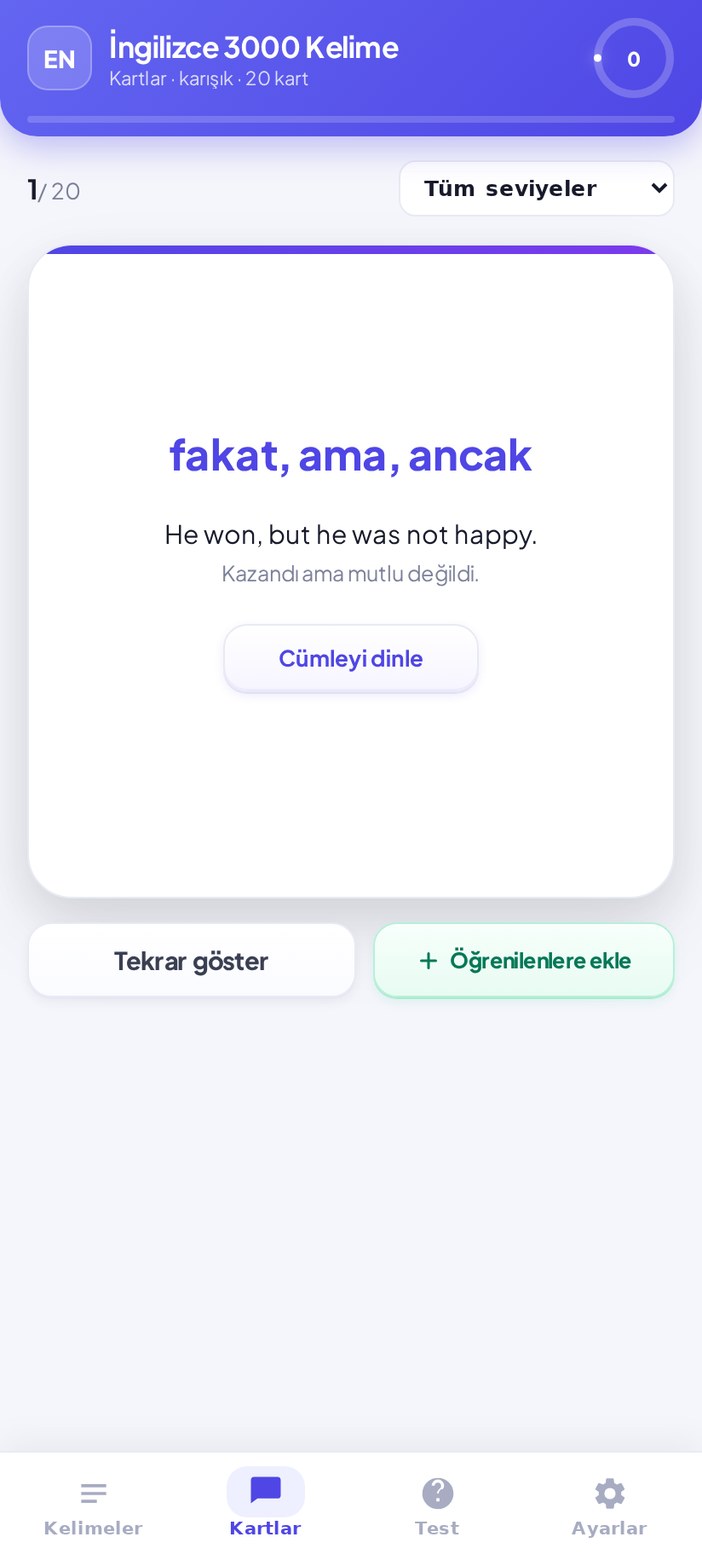 EN
İngilizce 3000 Kelime
Kartlar · karışık · 20 kart
0
1/ 20
Tüm seviyeler
fakat, ama, ancak
He won, but he was not happy.
Kazandı ama mutlu değildi.
Cümleyi dinle
Tekrar göster
+ Öğrenilenlere ekle
Kelimeler
Kartlar
Test
Ayarlar